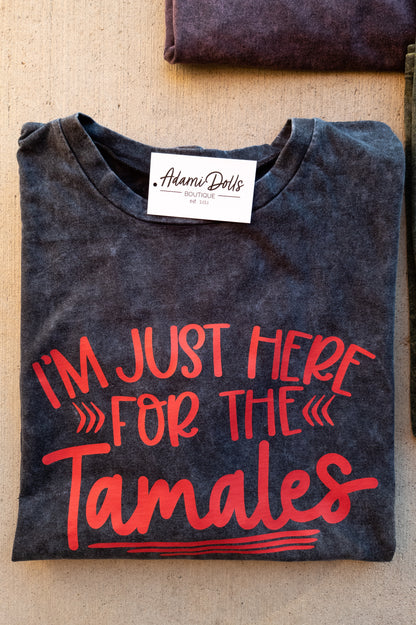 Adami Dolls
BOUTIQUE
I'M JUST HERE
FOR THE
Tamales